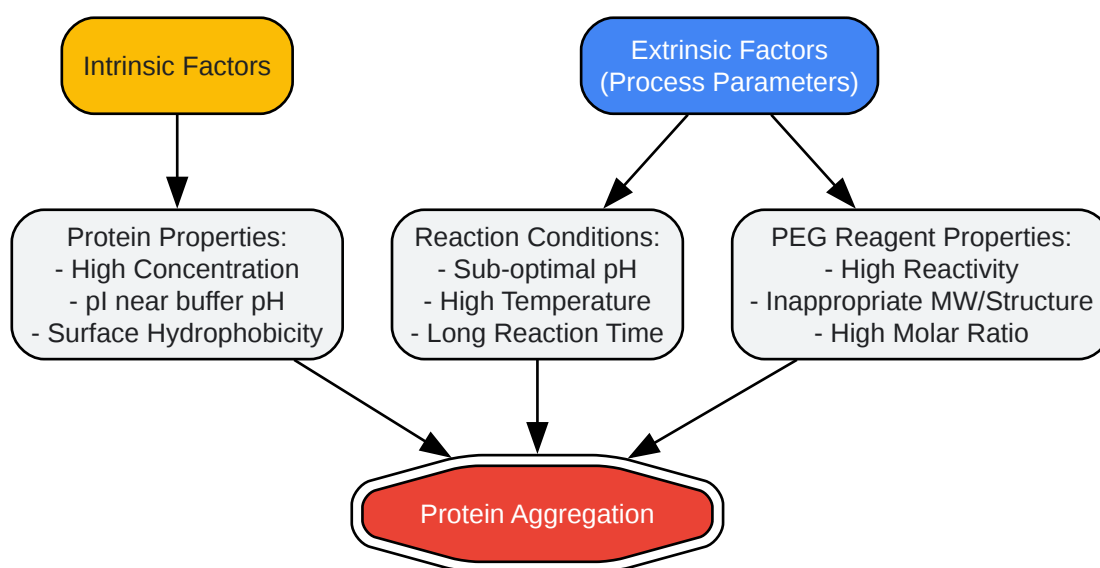 Intrinsic Factors
Extrinsic Factors
(Process Parameters)
Protein Properties:
- High Concentration
- pI near buffer pH
- Surface Hydrophobicity
Reaction Conditions:
- Sub-optimal pH
- High Temperature
- Long Reaction Time
PEG Reagent Properties:
- High Reactivity
- Inappropriate MW/Structure
- High Molar Ratio
Protein Aggregation